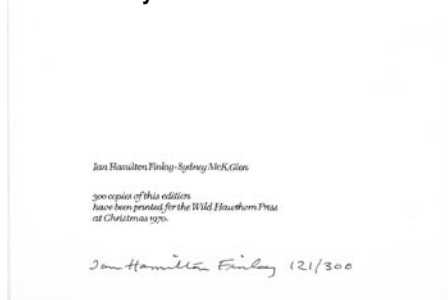 Ian Hamilton Finlay-Sydney McK.Glen
300 copies of this edition
have been printed for the Wild Hawthorn Press
at Christmas 1970.
Ian Hamilton Finlay 121/300